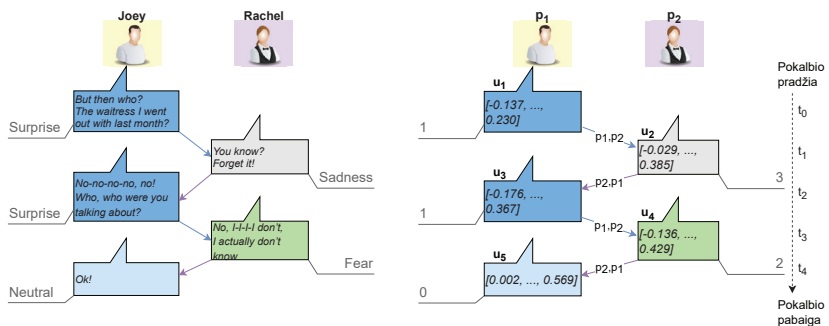 Joey
Rachel
But then who?
The waitress I went
out with last month?
Surprise
You know?
Forget it!
Sadness
No-no-no-no, no!
Who, who were you
talking about?
Surprise
No, I-I-I-I don't,
I actually don't
know
Fear
Ok!
Neutral
p1
p2
u1
[-0.137, ...,
0.230]
1
p1.p2
u2
[-0.029, ...,
0.385]
3
p2.p1
u3
[-0.176, ...,
0.367]
1
p1.p2
u4
[-0.136, ...,
0.429]
2
p2.p1
u5
[0.002, ..., 0.569]
0
Pokalbio
pradžia
t0
t1
t2
t3
t4
Pokalbio
pabaiga